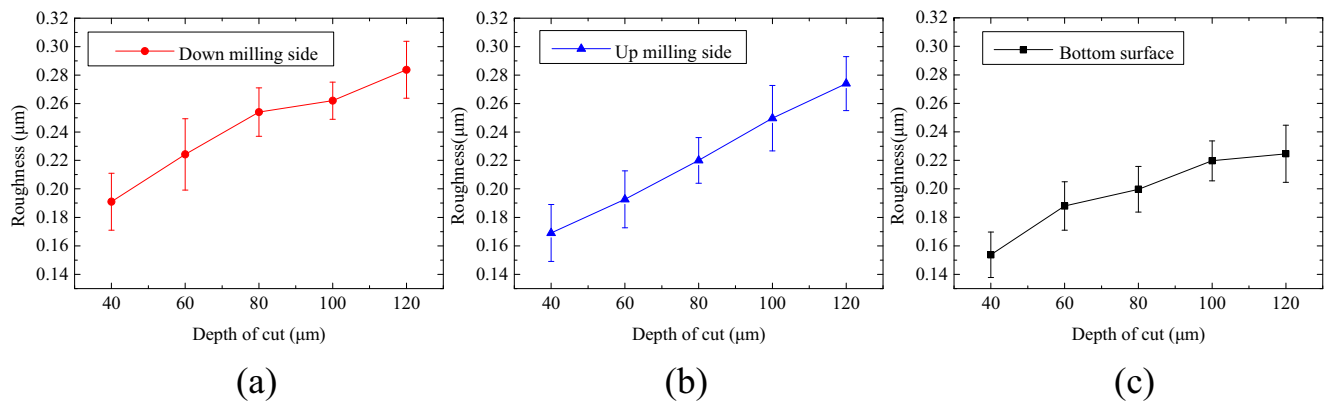 0.32
0.30
0.28
0.26
0.24
0.22
0.20
0.18
0.16
0.14
Roughness (μm)
Down milling side
40 60 80 100 120
Depth of cut (μm)
(a)
0.32
0.30
0.28
0.26
0.24
0.22
0.20
0.18
0.16
0.14
Roughness(μm)
Up milling side
40 60 80 100 120
Depth of cut (μm)
(b)
0.32
0.30
0.28
0.26
0.24
0.22
0.20
0.18
0.16
0.14
Roughness(μm)
Bottom surface
40 60 80 100 120
Depth of cut (μm)
(c)